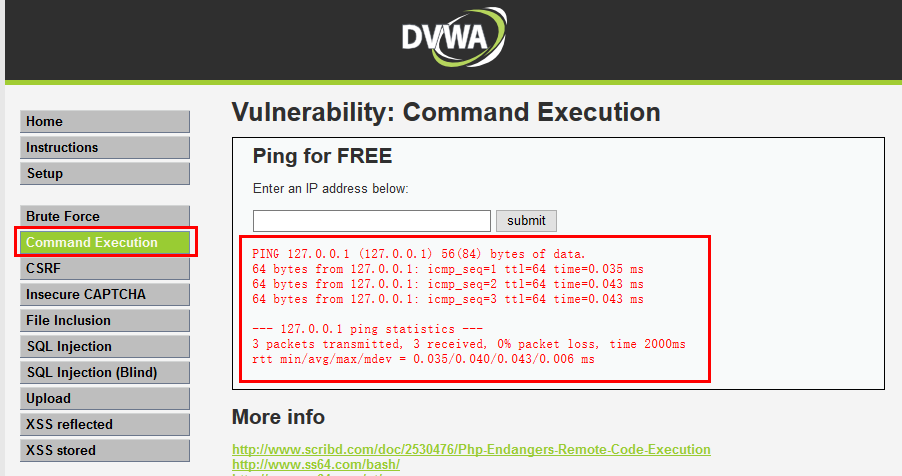 DVWA
Home
Instructions
Setup
Brute Force
Command Execution
CSRF
Insecure CAPTCHA
File Inclusion
SQL Injection
SQL Injection (Blind)
Upload
XSS reflected
XSS stored
Vulnerability: Command Execution
Ping for FREE
Enter an IP address below:
submit
PING 127.0.0.1 (127.0.0.1) 56(84) bytes of data.
64 bytes from 127.0.0.1: icmp_seq=1 ttl=64 time=0.035 ms
64 bytes from 127.0.0.1: icmp_seq=2 ttl=64 time=0.043 ms
64 bytes from 127.0.0.1: icmp_seq=3 ttl=64 time=0.043 ms
--- 127.0.0.1 ping statistics ---
3 packets transmitted, 3 received, 0% packet loss, time 2000ms
rtt min/avg/max/mdev = 0.035/0.040/0.043/0.006 ms
More info
http://www.scribd.com/doc/2530476/Php-Endangers-Remote-Code-Execution
http://www.ss64.com/bash/